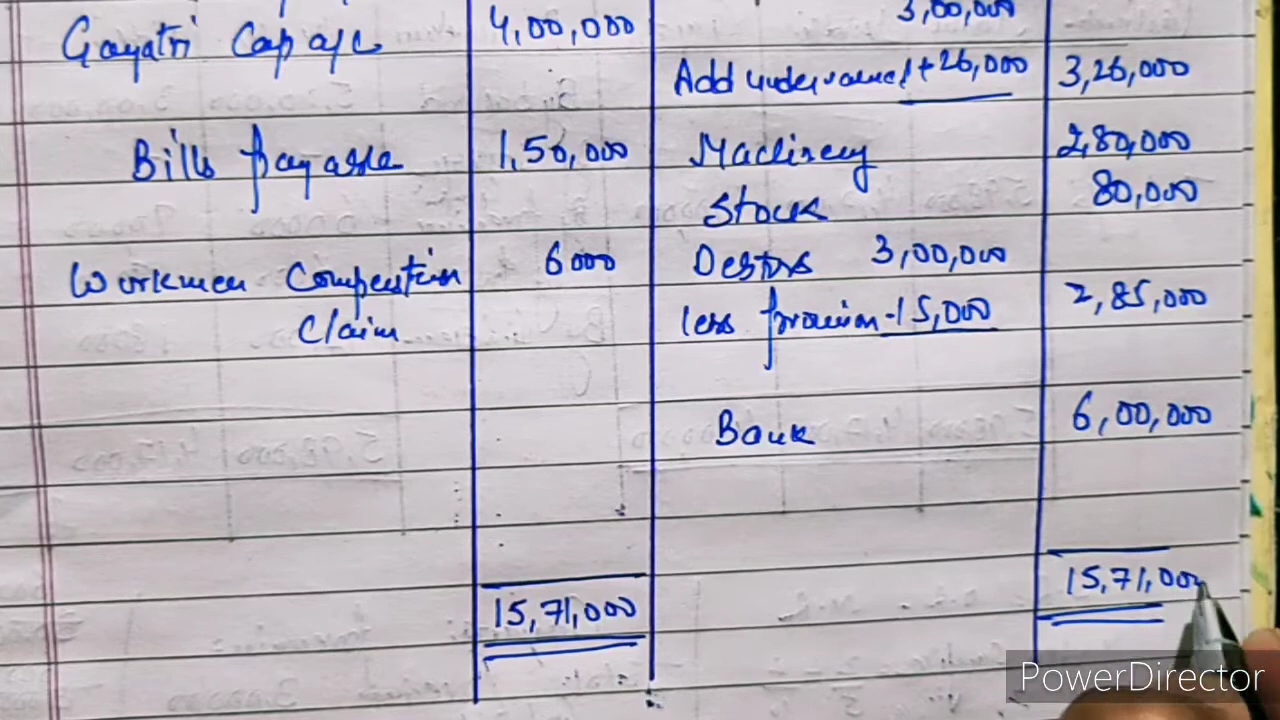 3,00,000
Gayatri Cap a/c 4,00,000
Add undervalued +26,000 3,26,000
Bills payable 1,50,000 Machinery 2,80,000
Stock 80,000
Workmen Compenstion 6000 Debtors 3,00,000
Claim less provision -15,000 2,85,000
Bank 6,00,000
15,71,000 15,71,000
PowerDirector